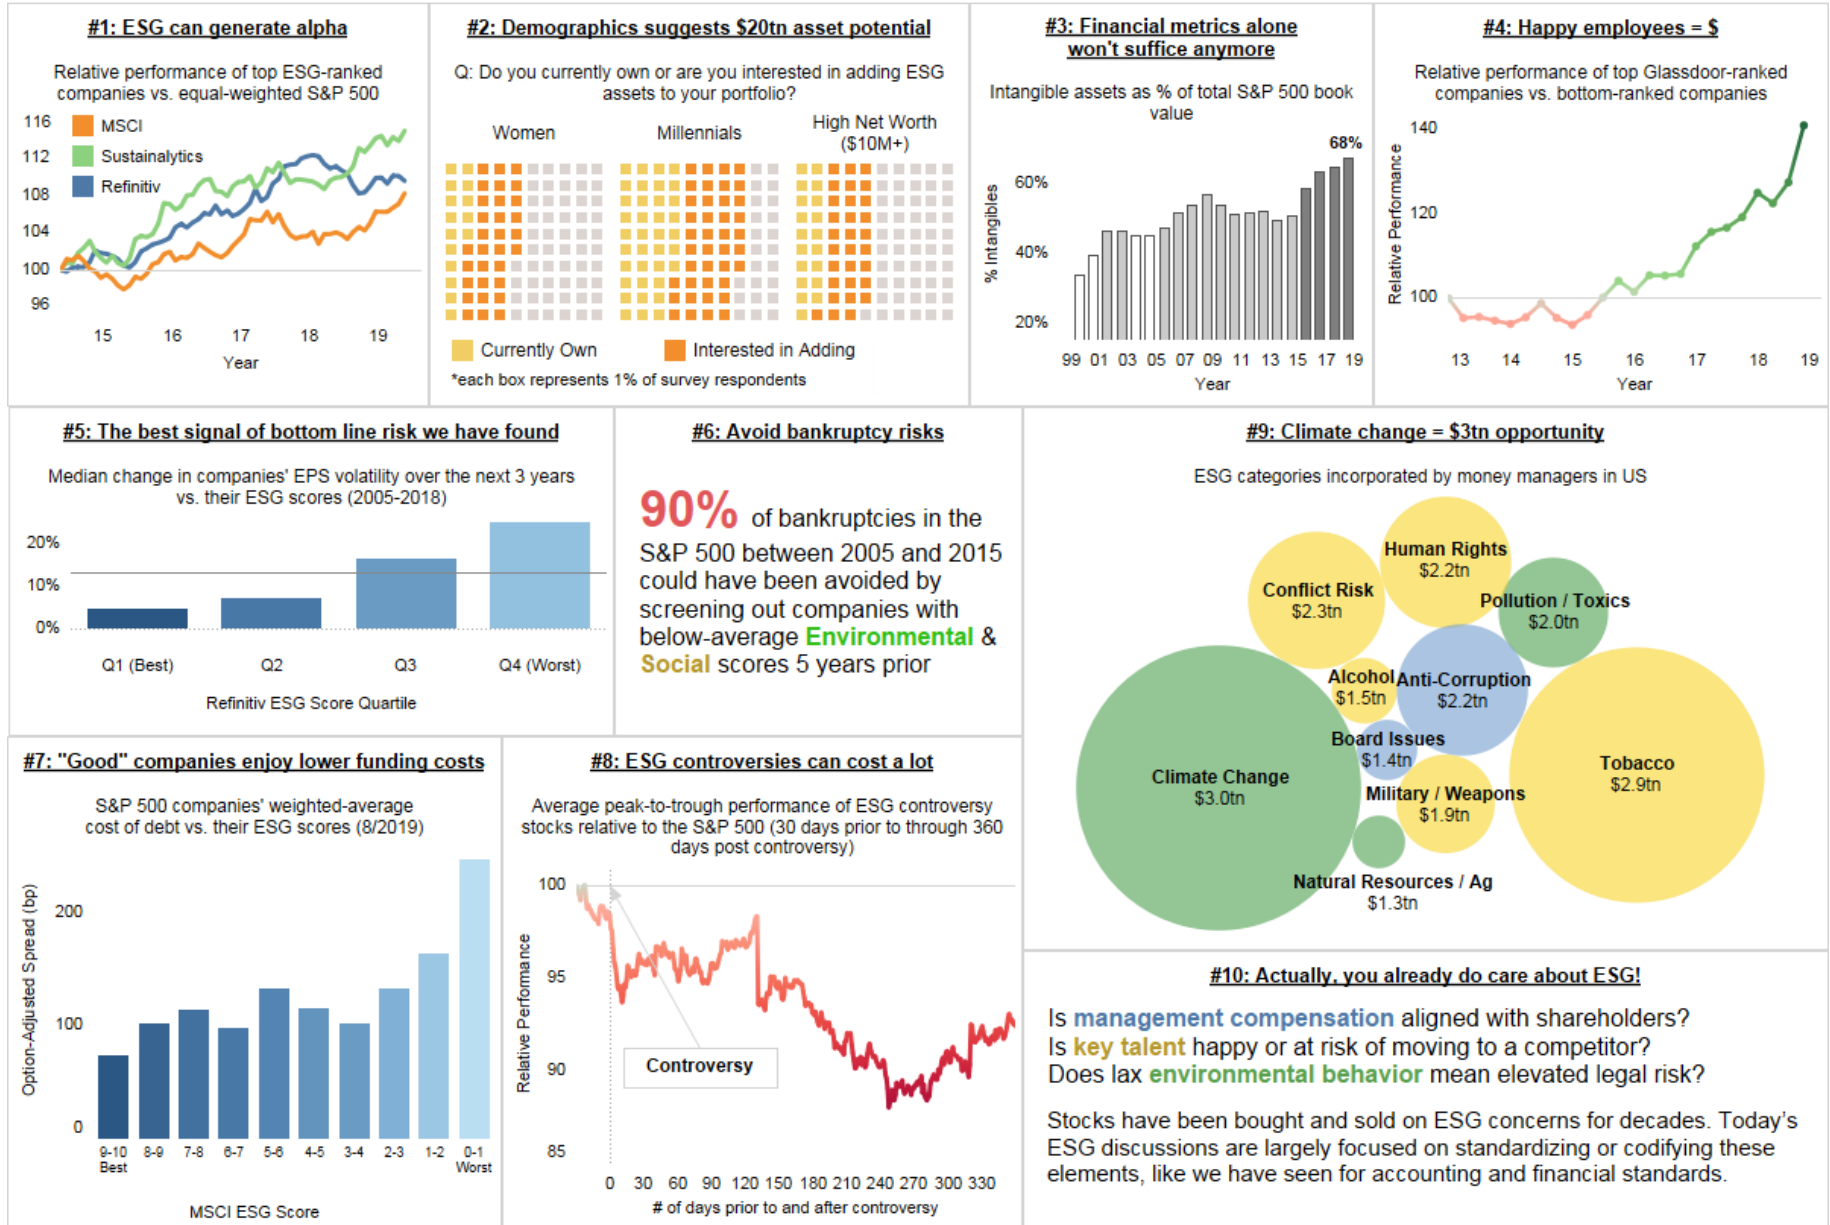 #1: ESG can generate alpha
Relative performance of top ESG-ranked
companies vs. equal-weighted S&P 500
116
112
108
104
100
96
MSCI
Sustainalytics
Refinitiv
15 16 17 18 19
Year
#2: Demographics suggests $20tn asset potential
Q: Do you currently own or are you interested in adding ESG
assets to your portfolio?
Women
Millennials
High Net Worth
($10M+)
Currently Own
Interested in Adding
*each box represents 1% of survey respondents
#3: Financial metrics alone
won't suffice anymore
Intangible assets as % of total S&P 500 book
value
68%
% Intangibles
60%
40%
20%
99 01 03 05 07 09 11 13 15 17 19
Year
#4: Happy employees = $
Relative performance of top Glassdoor-ranked
companies vs. bottom-ranked companies
Relative Performance
140
120
100
13 14 15 16 17 18 19
Year
#5: The best signal of bottom line risk we have found
Median change in companies' EPS volatility over the next 3 years
vs. their ESG scores (2005-2018)
20%
10%
0%
Q1 (Best) Q2 Q3 Q4 (Worst)
Refinitiv ESG Score Quartile
#6: Avoid bankruptcy risks
90% of bankruptcies in the
S&P 500 between 2005 and 2015
could have been avoided by
screening out companies with
below-average Environmental &
Social scores 5 years prior
#7: "Good" companies enjoy lower funding costs
S&P 500 companies' weighted-average
cost of debt vs. their ESG scores (8/2019)
Option-Adjusted Spread (bp)
200
100
0
9-10 8-9 7-8 6-7 5-6 4-5 3-4 2-3 1-2 0-1
Best Worst
MSCI ESG Score
#8: ESG controversies can cost a lot
Average peak-to-trough performance of ESG controversy
stocks relative to the S&P 500 (30 days prior to through 360
days post controversy)
Relative Performance
100
95
90
85
Controversy
0 30 60 90 120 150 180 210 240 270 300 330
# of days prior to and after controversy
#9: Climate change = $3tn opportunity
ESG categories incorporated by money managers in US
Human Rights
$2.2tn
Conflict Risk
$2.3tn
Pollution / Toxics
$2.0tn
Alcohol
$1.5tn
Anti-Corruption
$2.2tn
Board Issues
$1.4tn
Climate Change
$3.0tn
Tobacco
$2.9tn
Military / Weapons
$1.9tn
Natural Resources / Ag
$1.3tn
#10: Actually, you already do care about ESG!
Is management compensation aligned with shareholders?
Is key talent happy or at risk of moving to a competitor?
Does lax environmental behavior mean elevated legal risk?
Stocks have been bought and sold on ESG concerns for decades. Today's
ESG discussions are largely focused on standardizing or codifying these
elements, like we have seen for accounting and financial standards.